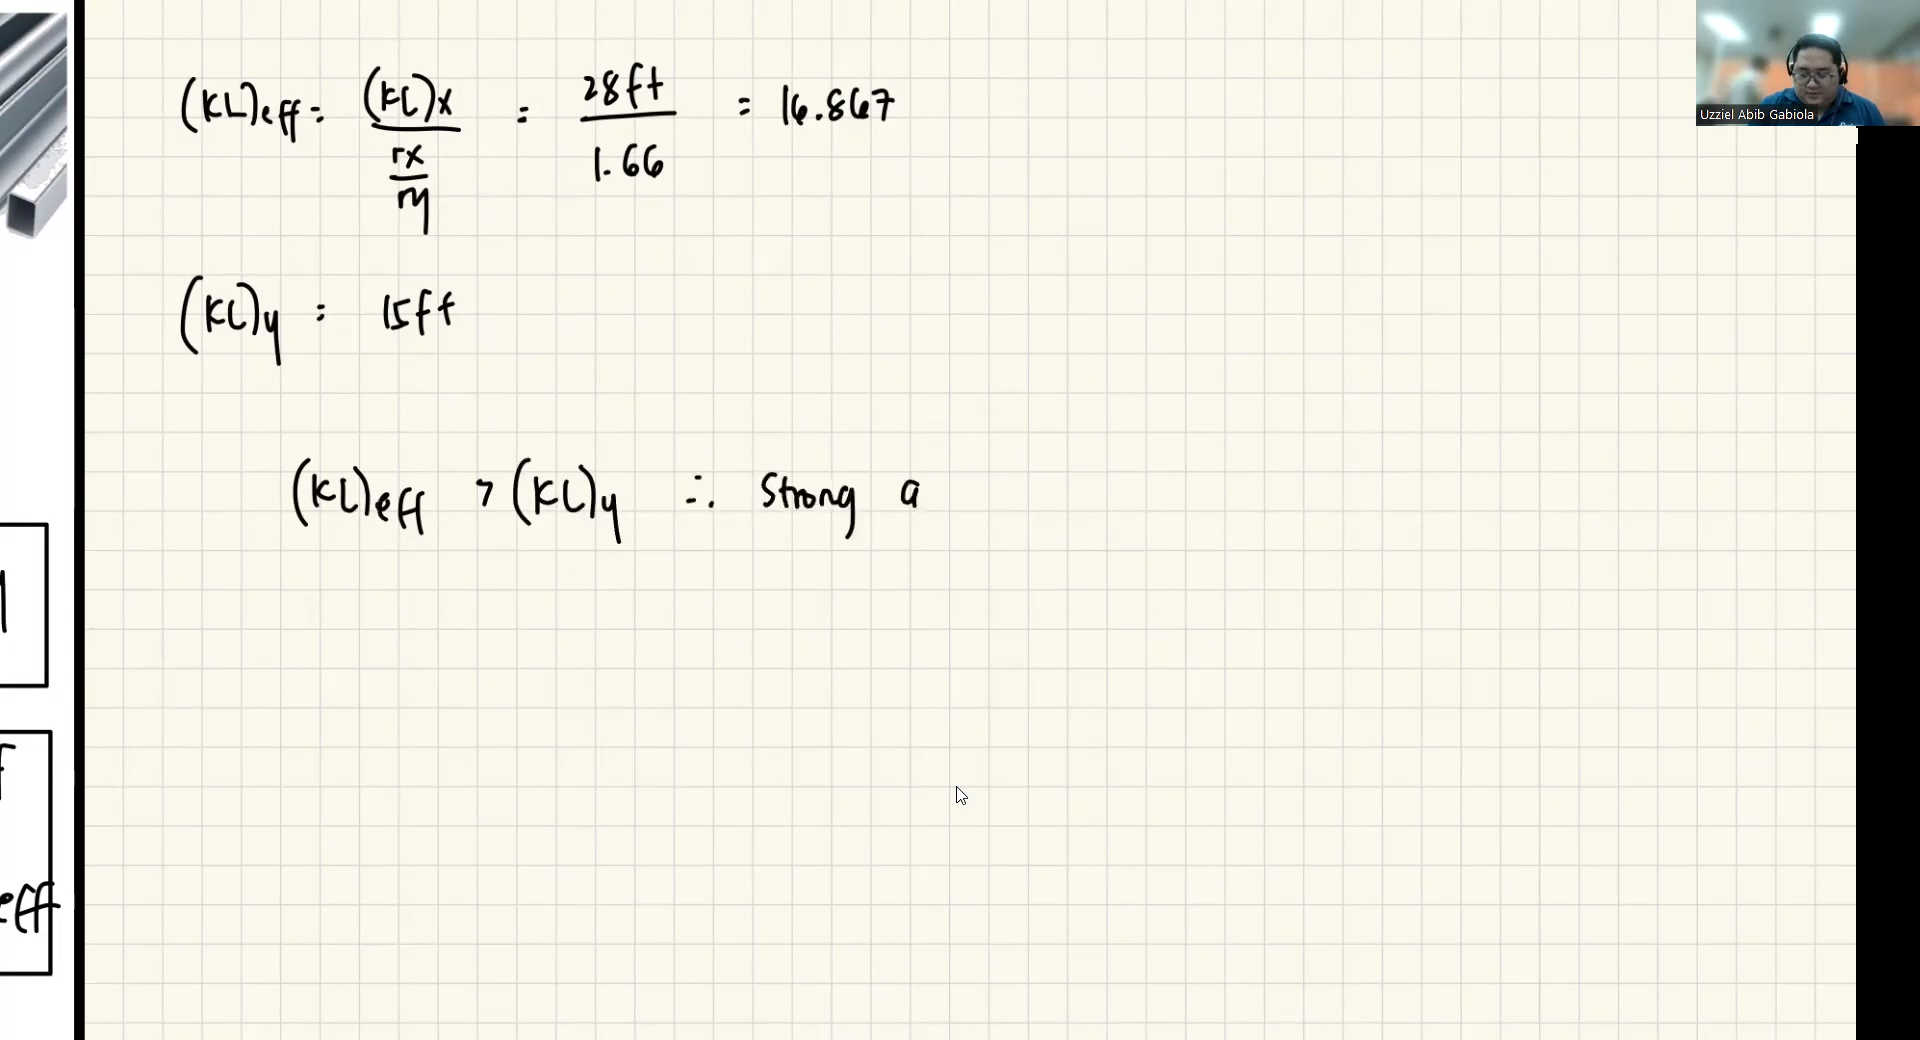 Uzziel Abib Gabiola
(KL)eff = (KL)x / (rx / ry) = 28ft / 1.66 = 16.867
(KL)y = 15ft
(KL)eff > (KL)y ∴ Strong a
eff